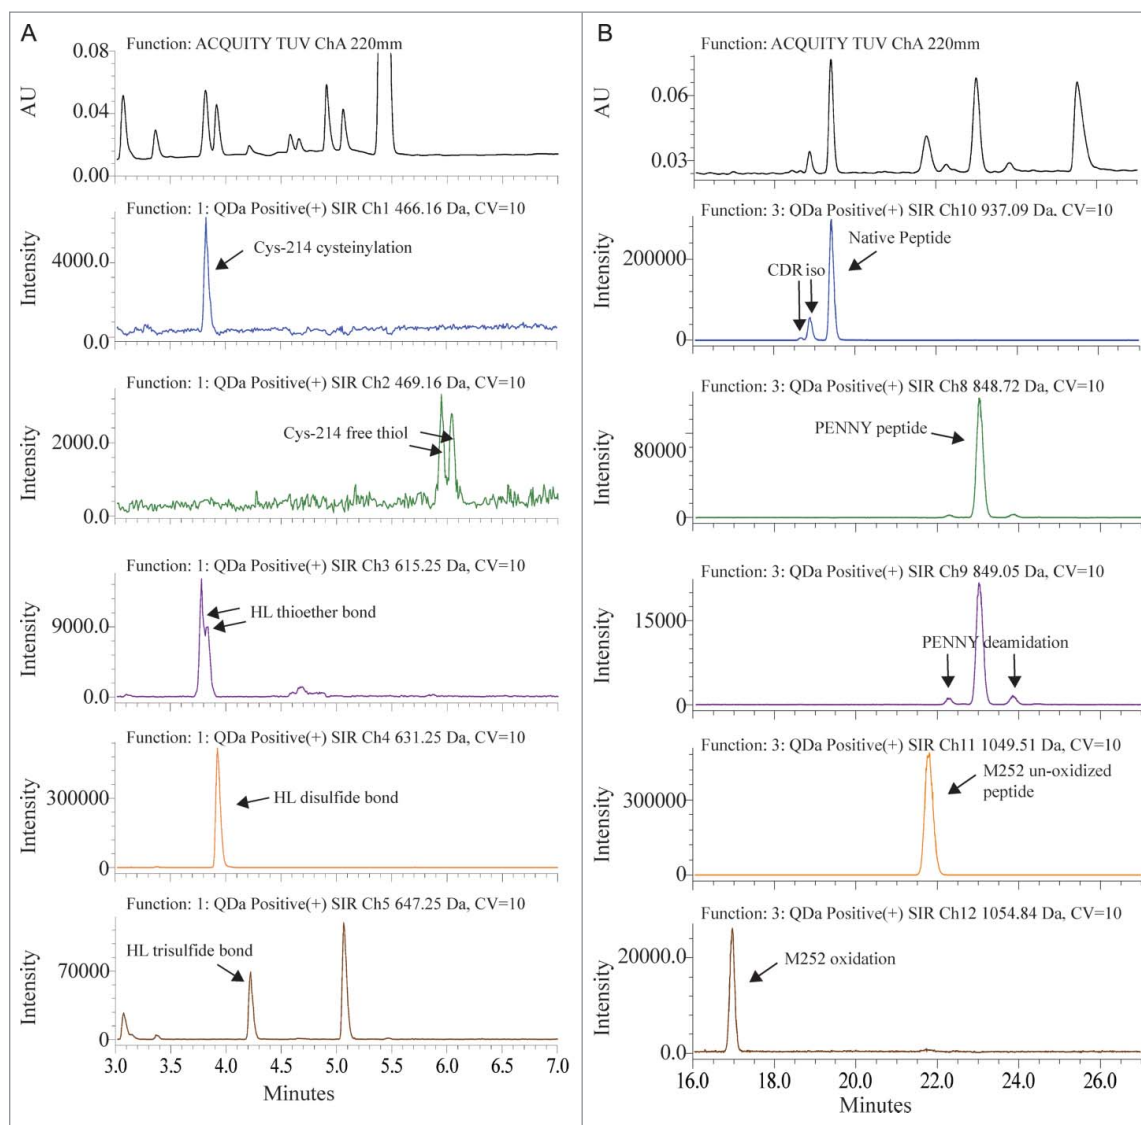 A
Function: ACQUITY TUV ChA 220mm
AU
0.08
0.04
0.00
Function: 1: QDa Positive(+) SIR Ch1 466.16 Da, CV=10
Intensity
4000.0
0.0
Cys-214 cysteinylation
Function: 1: QDa Positive(+) SIR Ch2 469.16 Da, CV=10
Intensity
2000.0
0.0
Cys-214 free thiol
Function: 1: QDa Positive(+) SIR Ch3 615.25 Da, CV=10
Intensity
9000.0
0.0
HL thioether bond
Function: 1: QDa Positive(+) SIR Ch4 631.25 Da, CV=10
Intensity
300000
0
HL disulfide bond
Function: 1: QDa Positive(+) SIR Ch5 647.25 Da, CV=10
Intensity
70000
0
HL trisulfide bond
3.0 3.5 4.0 4.5 5.0 5.5 6.0 6.5 7.0
Minutes
B
Function: ACQUITY TUV ChA 220mm
AU
0.06
0.03
Function: 3: QDa Positive(+) SIR Ch10 937.09 Da, CV=10
Intensity
200000
0
Native Peptide
CDR iso
Function: 3: QDa Positive(+) SIR Ch8 848.72 Da, CV=10
Intensity
80000
0
PENNY peptide
Function: 3: QDa Positive(+) SIR Ch9 849.05 Da, CV=10
Intensity
15000
0
PENNY deamidation
Function: 3: QDa Positive(+) SIR Ch11 1049.51 Da, CV=10
Intensity
300000
0
M252 un-oxidized
peptide
Function: 3: QDa Positive(+) SIR Ch12 1054.84 Da, CV=10
Intensity
20000.0
0.0
M252 oxidation
16.0 18.0 20.0 22.0 24.0 26.0
Minutes